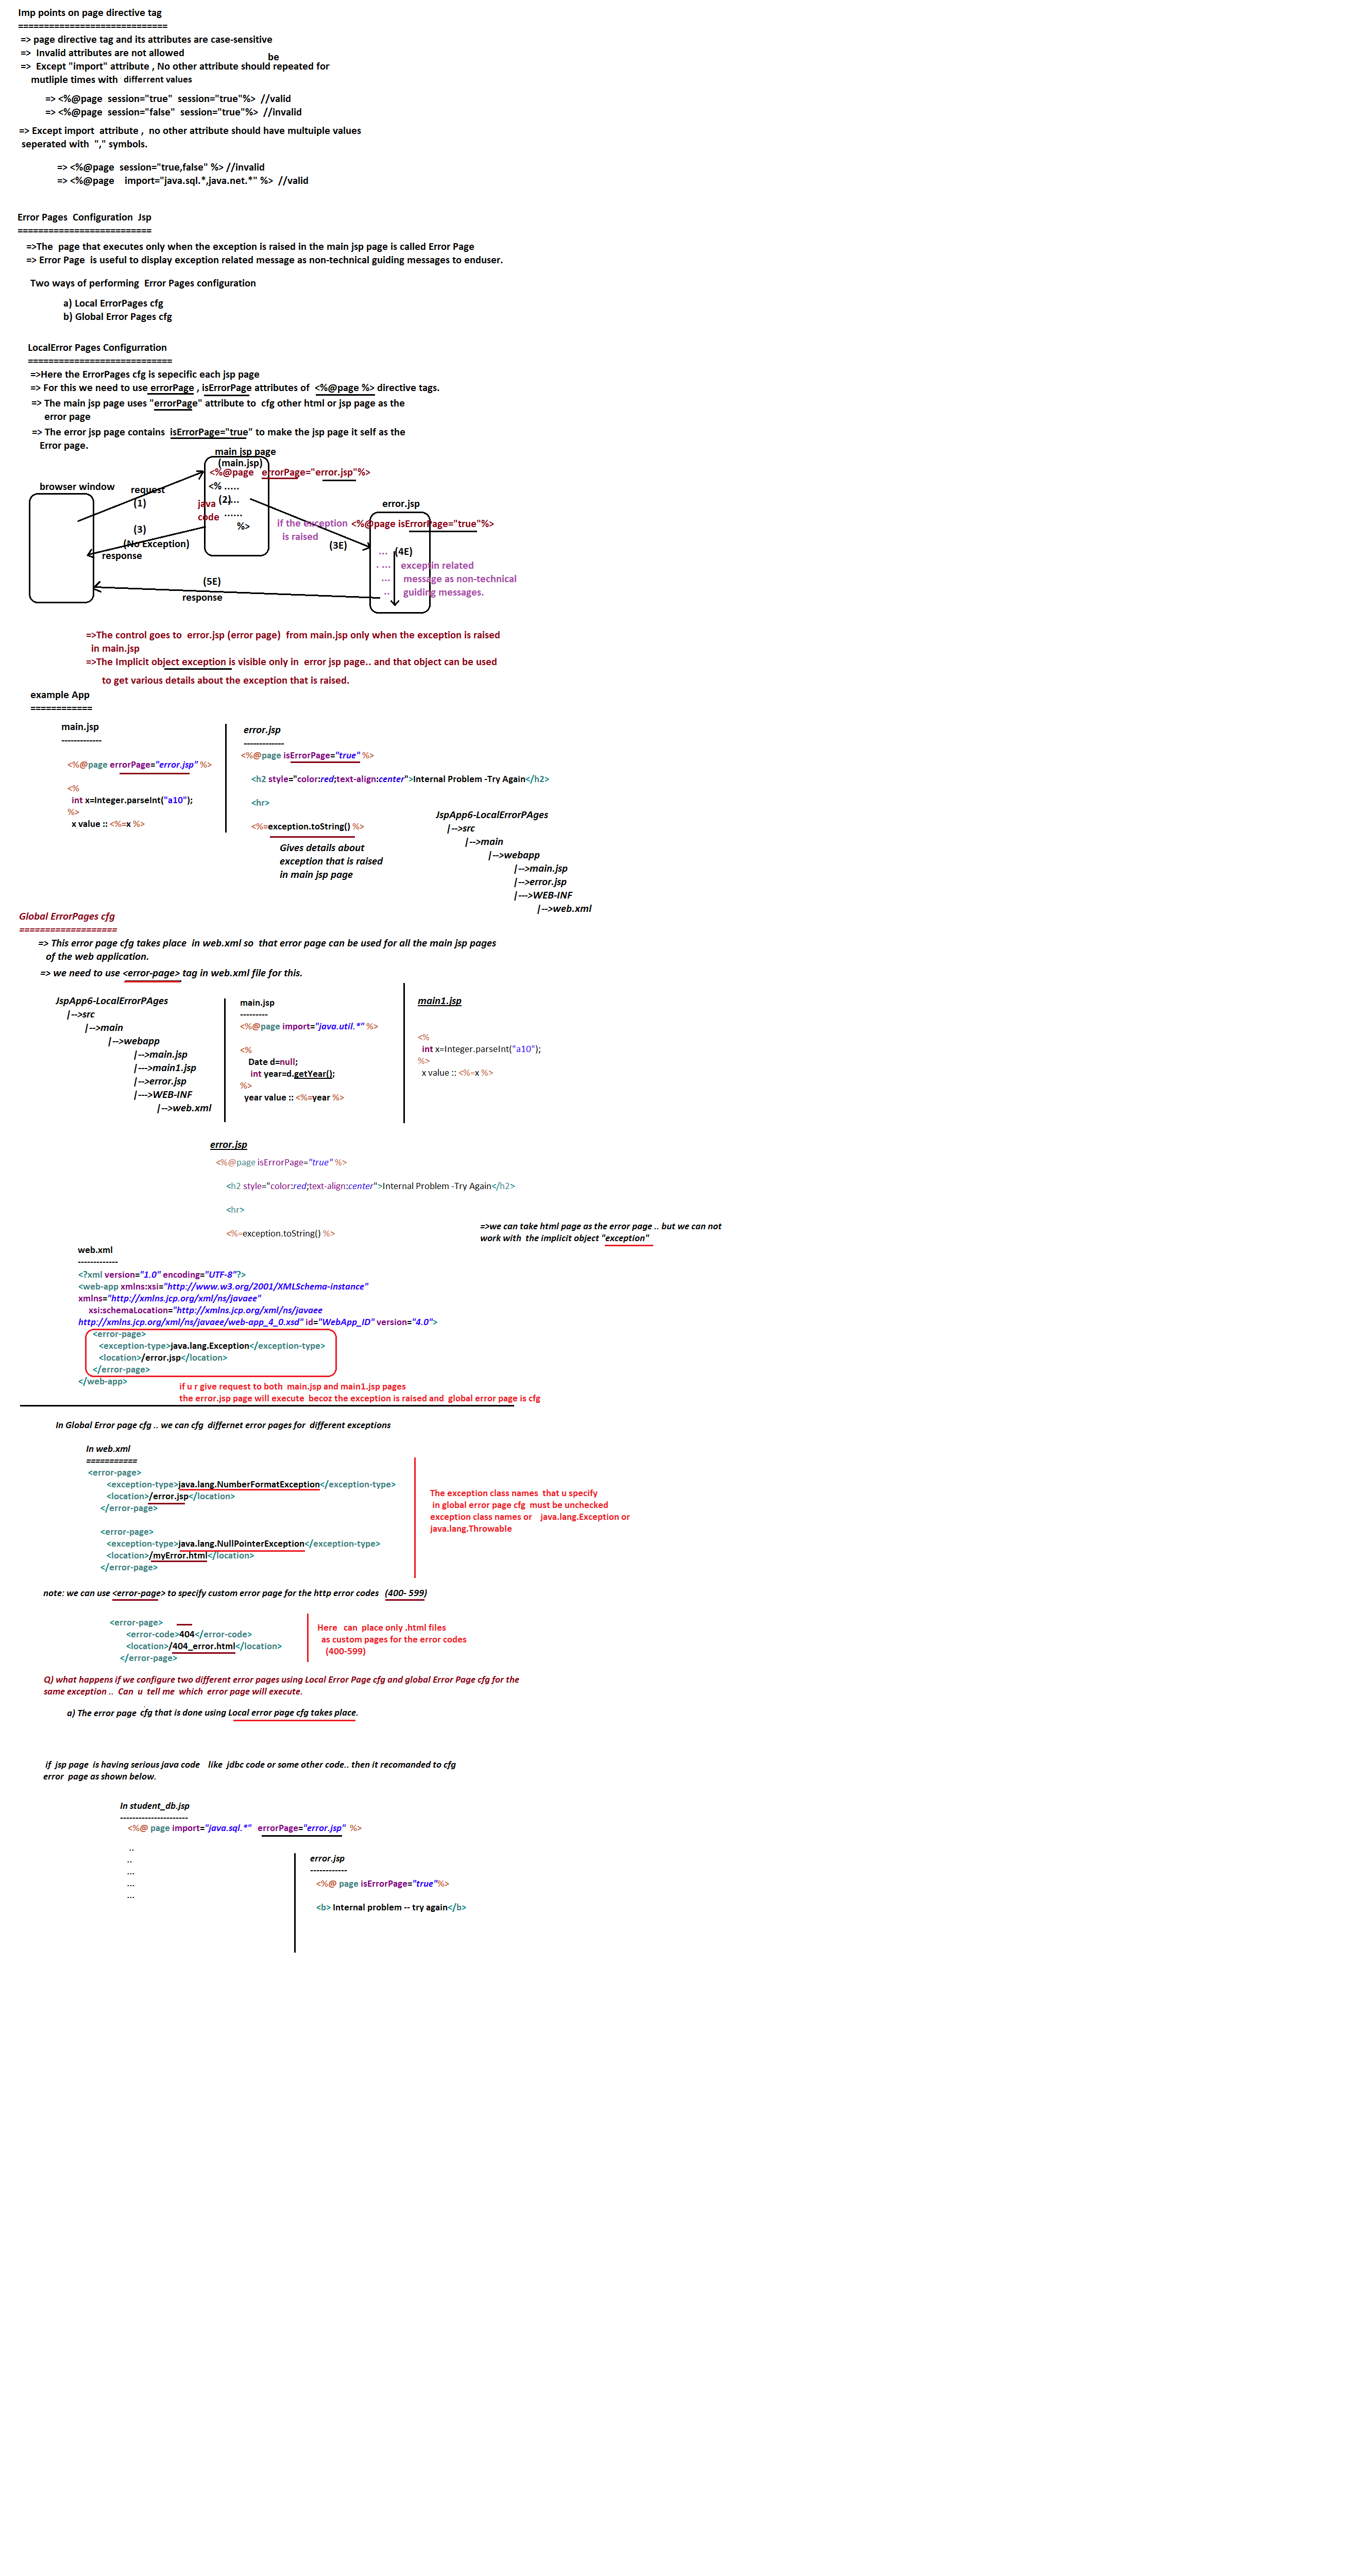 Imp points on page directive tag
=============================
=> page directive tag and its attributes are case-sensitive
=>  Invalid attributes are not allowed
be
=>  Except "import" attribute , No other attribute should repeated for
mutliple times with  different values
=> <%@page  session="true"  session="true"%>  //valid
=> <%@page  session="false"  session="true"%>  //invalid
=> Except import  attribute ,  no other attribute should have multuiple values
seperated with  "," symbols.
=> <%@page  session="true,false" %> //invalid
=> <%@page    import="java.sql.*,java.net.*" %>  //valid
Error Pages  Configuration  Jsp
==========================
=>The  page that executes only when the exception is raised in the main jsp page is called Error Page
=> Error Page  is useful to display exception related message as non-technical guiding messages to enduser.
Two ways of performing  Error Pages configuration
a) Local ErrorPages cfg
b) Global Error Pages cfg
LocalError Pages Configurration
============================
=>Here the ErrorPages cfg is sepecific each jsp page
=> For this we need to use errorPage , isErrorPage attributes of  <%@page %> directive tags.
=> The main jsp page uses "errorPage" attribute to  cfg other html or jsp page as the
error page
=> The error jsp page contains  isErrorPage="true" to make the jsp page it self as the
Error page.
main jsp page
(main.jsp)
<%@page   errorPage="error.jsp"%>
browser window
request
(1)
<% .....
(2)....
java
code
......
%>
error.jsp
if the exception
is raised
<%@page isErrorPage="true"%>
(3)
(No Exception)
response
(3E)
... (4E)
. ...  exceptin related
...  message as non-technical
..  guiding messages.
(5E)
response
=>The control goes to  error.jsp (error page)  from main.jsp only when the exception is raised
in main.jsp
=>The Implicit object exception is visible only in  error jsp page.. and that object can be used
to get various details about the exception that is raised.
example App
============
main.jsp
-------------
<%@page errorPage="error.jsp" %>
<%
int x=Integer.parseInt("a10");
%>
x value :: <%=x %>
error.jsp
-------------
<%@page isErrorPage="true" %>
<h2 style="color:red;text-align:center">Internal Problem -Try Again</h2>
<hr>
<%=exception.toString() %>
Gives details about
exception that is raised
in main jsp page
JspApp6-LocalErrorPAges
|-->src
|-->main
|-->webapp
|-->main.jsp
|-->error.jsp
|--->WEB-INF
|-->web.xml
Global ErrorPages cfg
===================
=> This error page cfg takes place  in web.xml so  that error page can be used for all the main jsp pages
of the web application.
=> we need to use <error-page> tag in web.xml file for this.
JspApp6-LocalErrorPAges
|-->src
|-->main
|-->webapp
|-->main.jsp
|--->main1.jsp
|-->error.jsp
|--->WEB-INF
|-->web.xml
main.jsp
---------
<%@page import="java.util.*" %>
<%
Date d=null;
int year=d.getYear();
%>
year value :: <%=year %>
main1.jsp
<%
int x=Integer.parseInt("a10");
%>
x value :: <%=x %>
error.jsp
<%@page isErrorPage="true" %>
<h2 style="color:red;text-align:center">Internal Problem -Try Again</h2>
<hr>
<%=exception.toString() %>
=>we can take html page as the error page .. but we can not
work with  the implicit object "exception"
web.xml
-------------
<?xml version="1.0" encoding="UTF-8"?>
<web-app xmlns:xsi="http://www.w3.org/2001/XMLSchema-instance"
xmlns="http://xmlns.jcp.org/xml/ns/javaee"
xsi:schemaLocation="http://xmlns.jcp.org/xml/ns/javaee
http://xmlns.jcp.org/xml/ns/javaee/web-app_4_0.xsd" id="WebApp_ID" version="4.0">
<error-page>
<exception-type>java.lang.Exception</exception-type>
<location>/error.jsp</location>
</error-page>
</web-app>
if u r give request to both  main.jsp and main1.jsp pages
the error.jsp page will execute  becoz the exception is raised and  global error page is cfg
In Global Error page cfg .. we can cfg  differnet error pages for  different exceptions
In web.xml
===========
<error-page>
<exception-type>java.lang.NumberFormatException</exception-type>
<location>/error.jsp</location>
</error-page>
<error-page>
<exception-type>java.lang.NullPointerException</exception-type>
<location>/myError.html</location>
</error-page>
The exception class names  that u specify
in global error page cfg  must be unchecked
exception class names or    java.lang.Exception or
java.lang.Throwable
note: we can use <error-page> to specify custom error page for the http error codes   (400- 599)
<error-page>
<error-code>404</error-code>
<location>/404_error.html</location>
</error-page>
Here   can  place only .html files
as custom pages for the error codes
(400-599)
Q) what happens if we configure two different error pages using Local Error Page cfg and global Error Page cfg for the
same exception ..  Can  u  tell me  which  error page will execute.
a) The error page  cfg that is done using Local error page cfg takes place.
if  jsp page  is having serious java code    like  jdbc code or some other code.. then it recomanded to cfg
error  page as shown below.
In student_db.jsp
----------------------
<%@ page import="java.sql.*"   errorPage="error.jsp"  %>
..
..
...
...
...
error.jsp
------------
<%@ page isErrorPage="true"%>
<b> Internal problem -- try again</b>